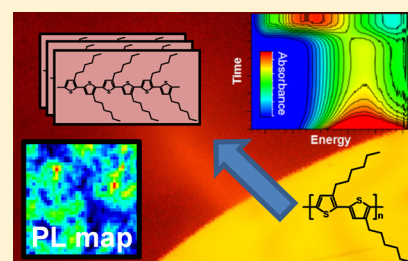 Absorbance
Time
Energy
PL map
S S S S S S
[ S S ]n